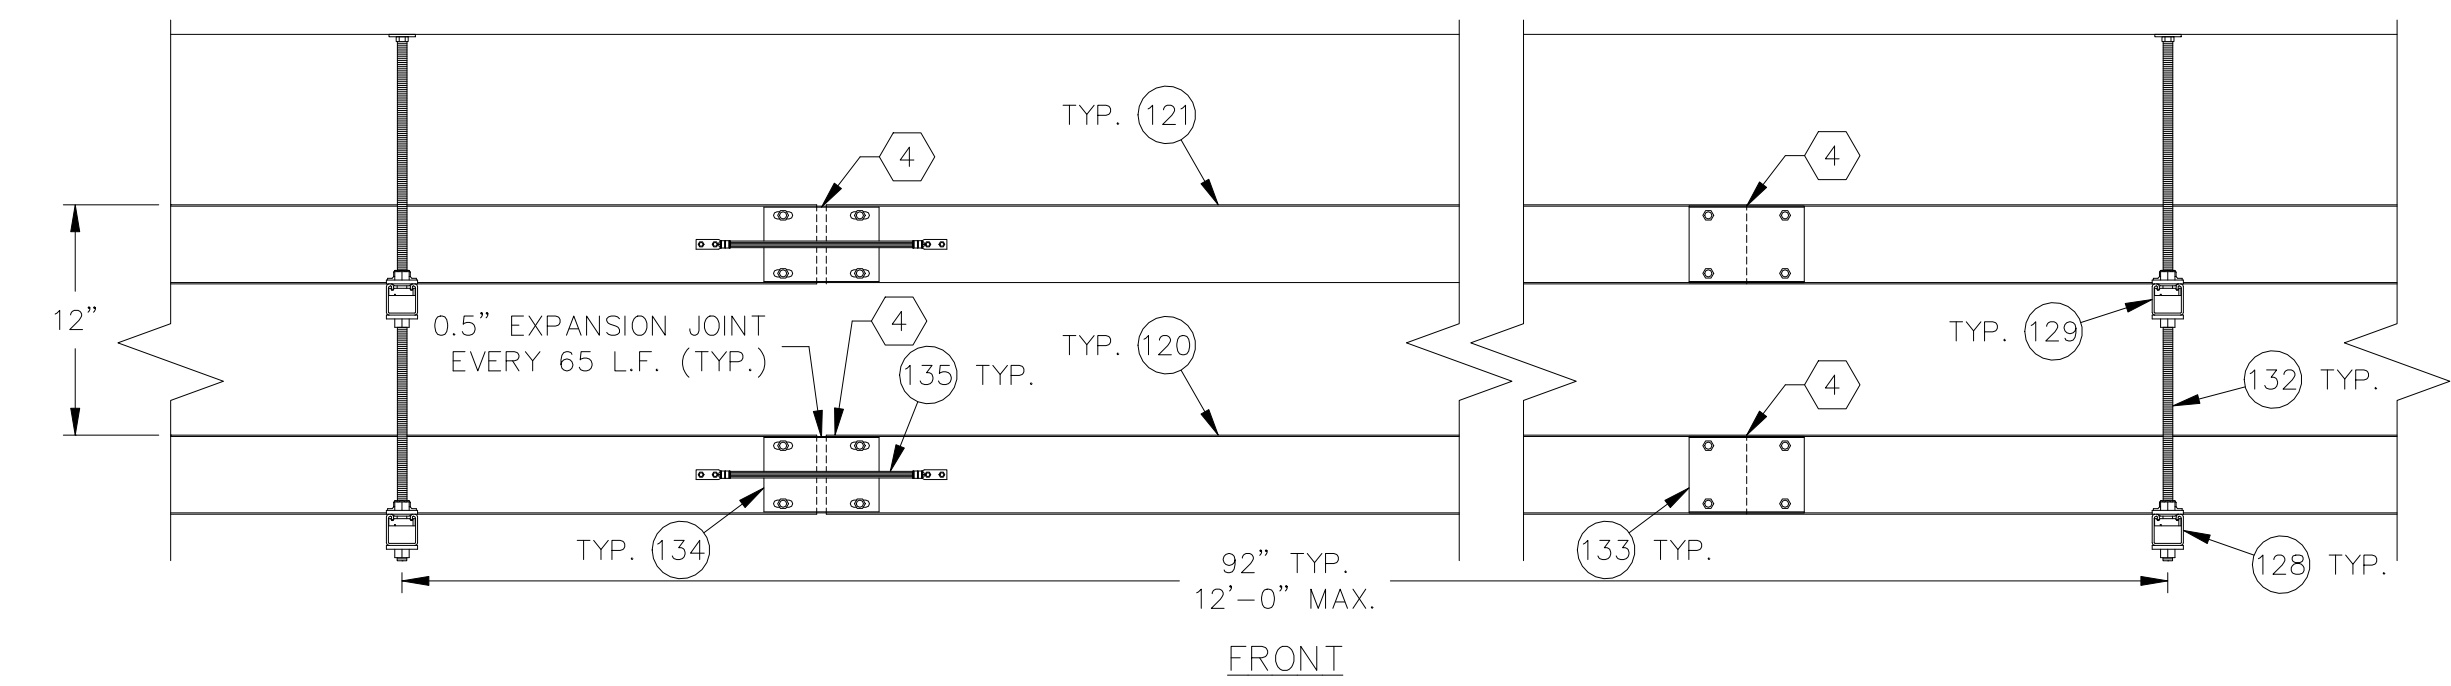 TYP. 121
4
4
12"
0.5" EXPANSION JOINT
EVERY 65 L.F. (TYP.)
4
135 TYP.
TYP. 120
4
TYP. 129
132 TYP.
TYP. 134
133 TYP.
128 TYP.
92" TYP.
12'-0" MAX.
FRONT